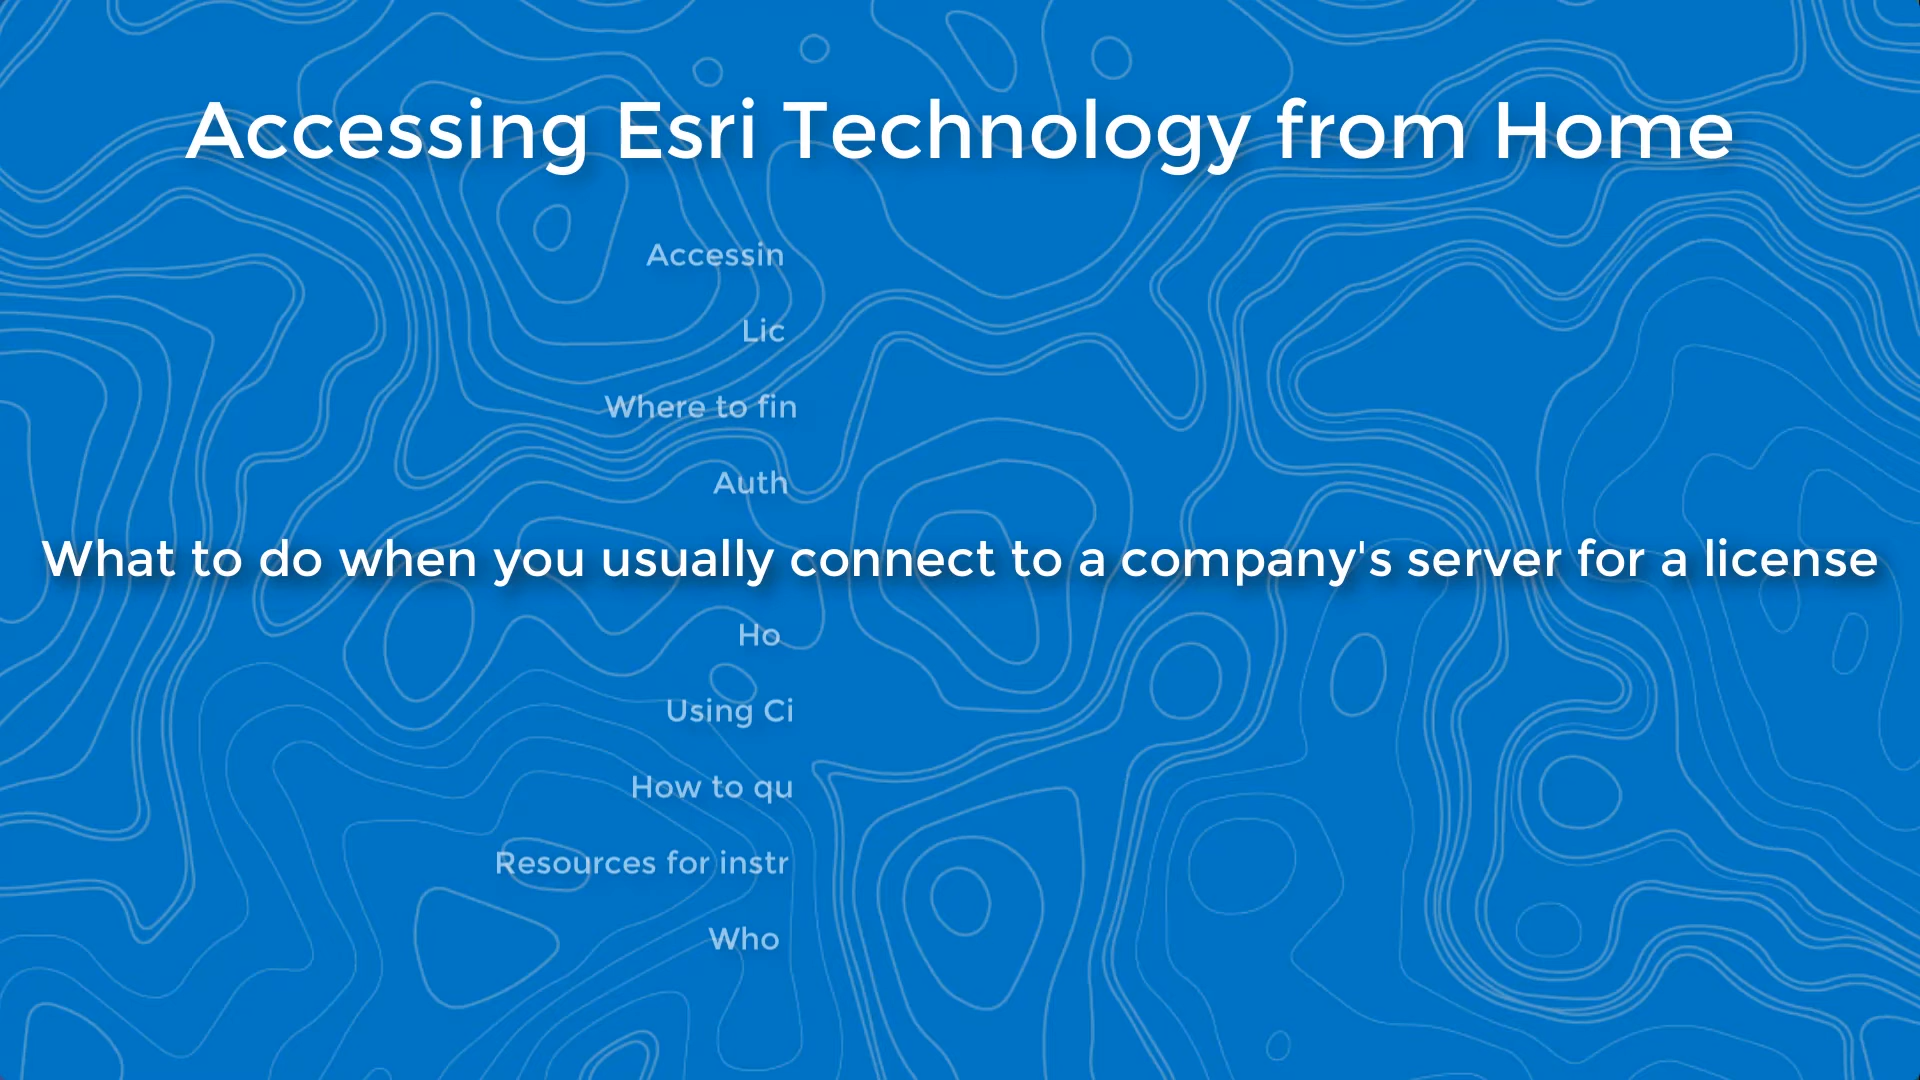 Accessing Esri Technology from Home
Accessin
Lic
Where to fin
Auth
What to do when you usually connect to a company's server for a license
Ho
Using Ci
How to qu
Resources for instr
Who